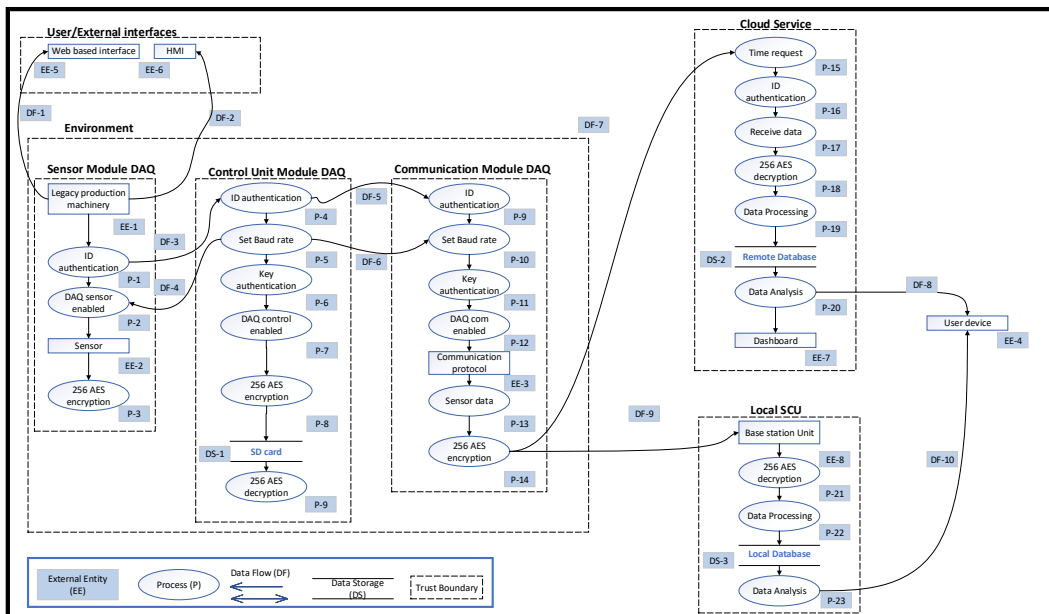 User/External interfaces
Web based interface
HMI
EE-5
EE-6
DF-1
DF-2
DF-7
Environment
Sensor Module DAQ
Legacy production
machinery
EE-1
DF-3
ID
authentication
P-1
DF-4
DAQ sensor
enabled
P-2
Sensor
EE-2
256 AES
encryption
P-3
Control Unit Module DAQ
ID authentication
P-4
DF-5
Set Baud rate
P-5
DF-6
Key
authentication
P-6
DAQ control
enabled
P-7
256 AES
encryption
P-8
DS-1
SD card
256 AES
decryption
P-9
Communication Module DAQ
ID
authentication
P-9
Set Baud rate
P-10
Key
authentication
P-11
DAQ com
enabled
P-12
Communication
protocol
EE-3
Sensor data
P-13
256 AES
encryption
P-14
Cloud Service
Time request
P-15
ID
authentication
P-16
Receive data
P-17
256 AES
decryption
P-18
Data Processing
P-19
DS-2
Remote Database
Data Analysis
P-20
DF-8
Dashboard
EE-7
User device
EE-4
DF-9
Local SCU
Base station Unit
EE-8
DF-10
256 AES
decryption
P-21
Data Processing
P-22
DS-3
Local Database
Data Analysis
P-23
External Entity
(EE)
Process (P)
Data Flow (DF)
Data Storage
(DS)
Trust Boundary